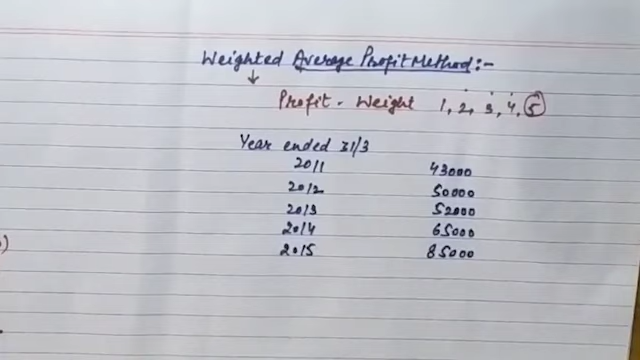 Weighted Average Profit Method:-
↓
Profit - Weight 1, 2, 3, 4, 5
Year ended 31/3
2011 43000
2012 50000
2013 52000
2014 65000
2015 85000
)